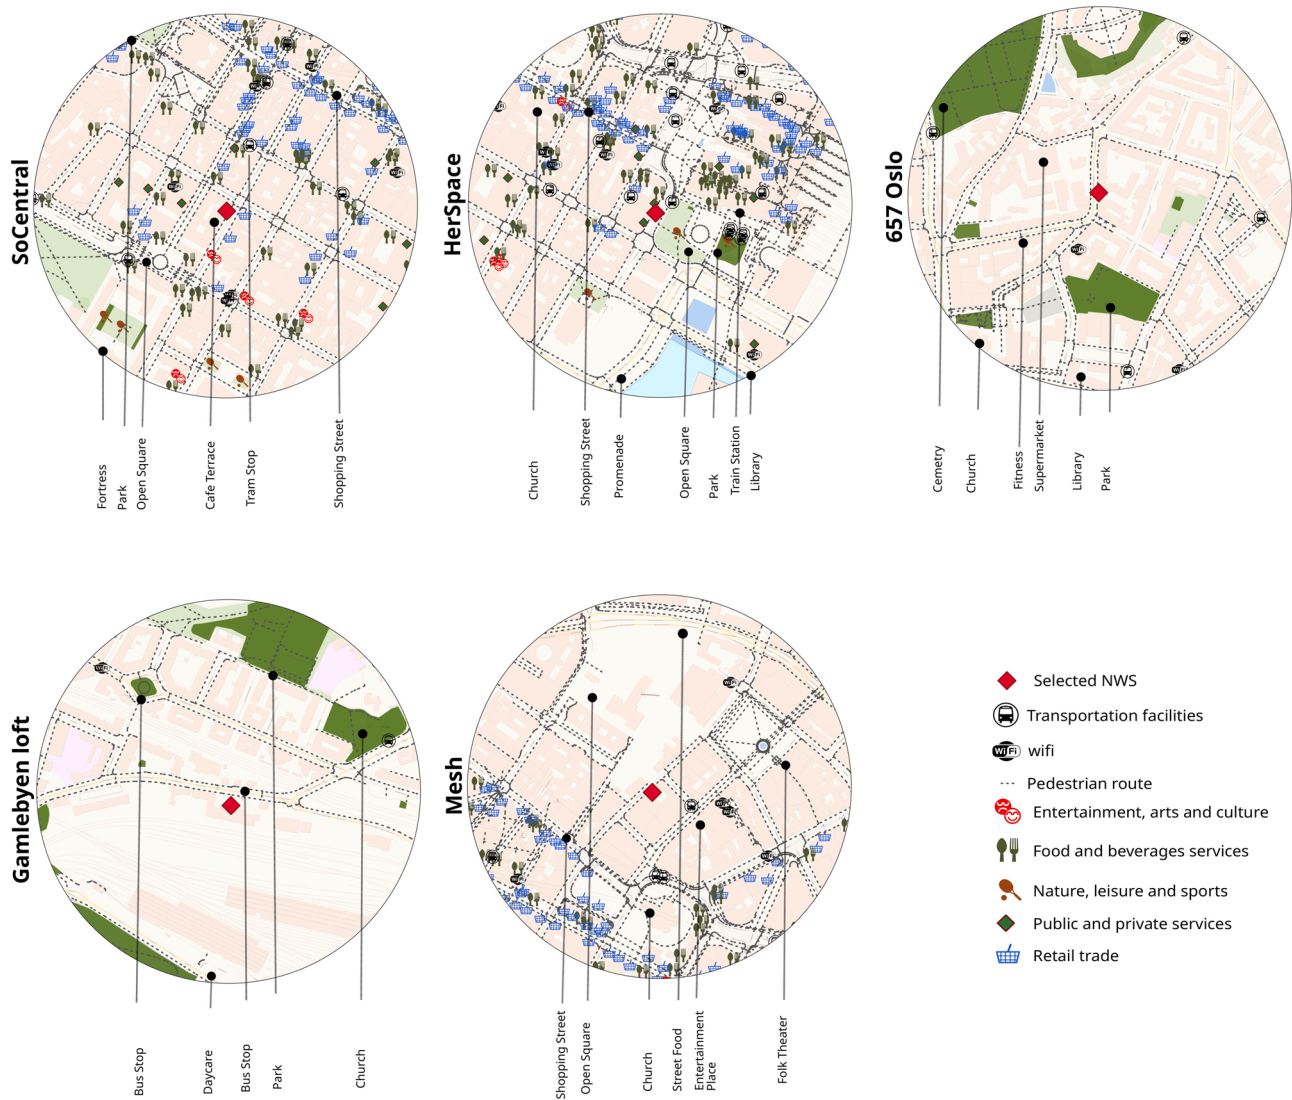 SoCentral
Fortress
Park
Open Square
Cafe Terrace
Tram Stop
Shopping Street
HerSpace
Church
Shopping Street
Promenade
Open Square
Park
Train Station
Library
657 Oslo
Cemetry
Church
Fitness
Supermarket
Library
Park
Gamlebyen loft
Bus Stop
Daycare
Bus Stop
Park
Church
Mesh
Shopping Street
Open Square
Church
Street Food
Entertainment
Place
Folk Theater
Selected NWS
Transportation facilities
WiFi wifi
Pedestrian route
Entertainment, arts and culture
Food and beverages services
Nature, leisure and sports
Public and private services
Retail trade